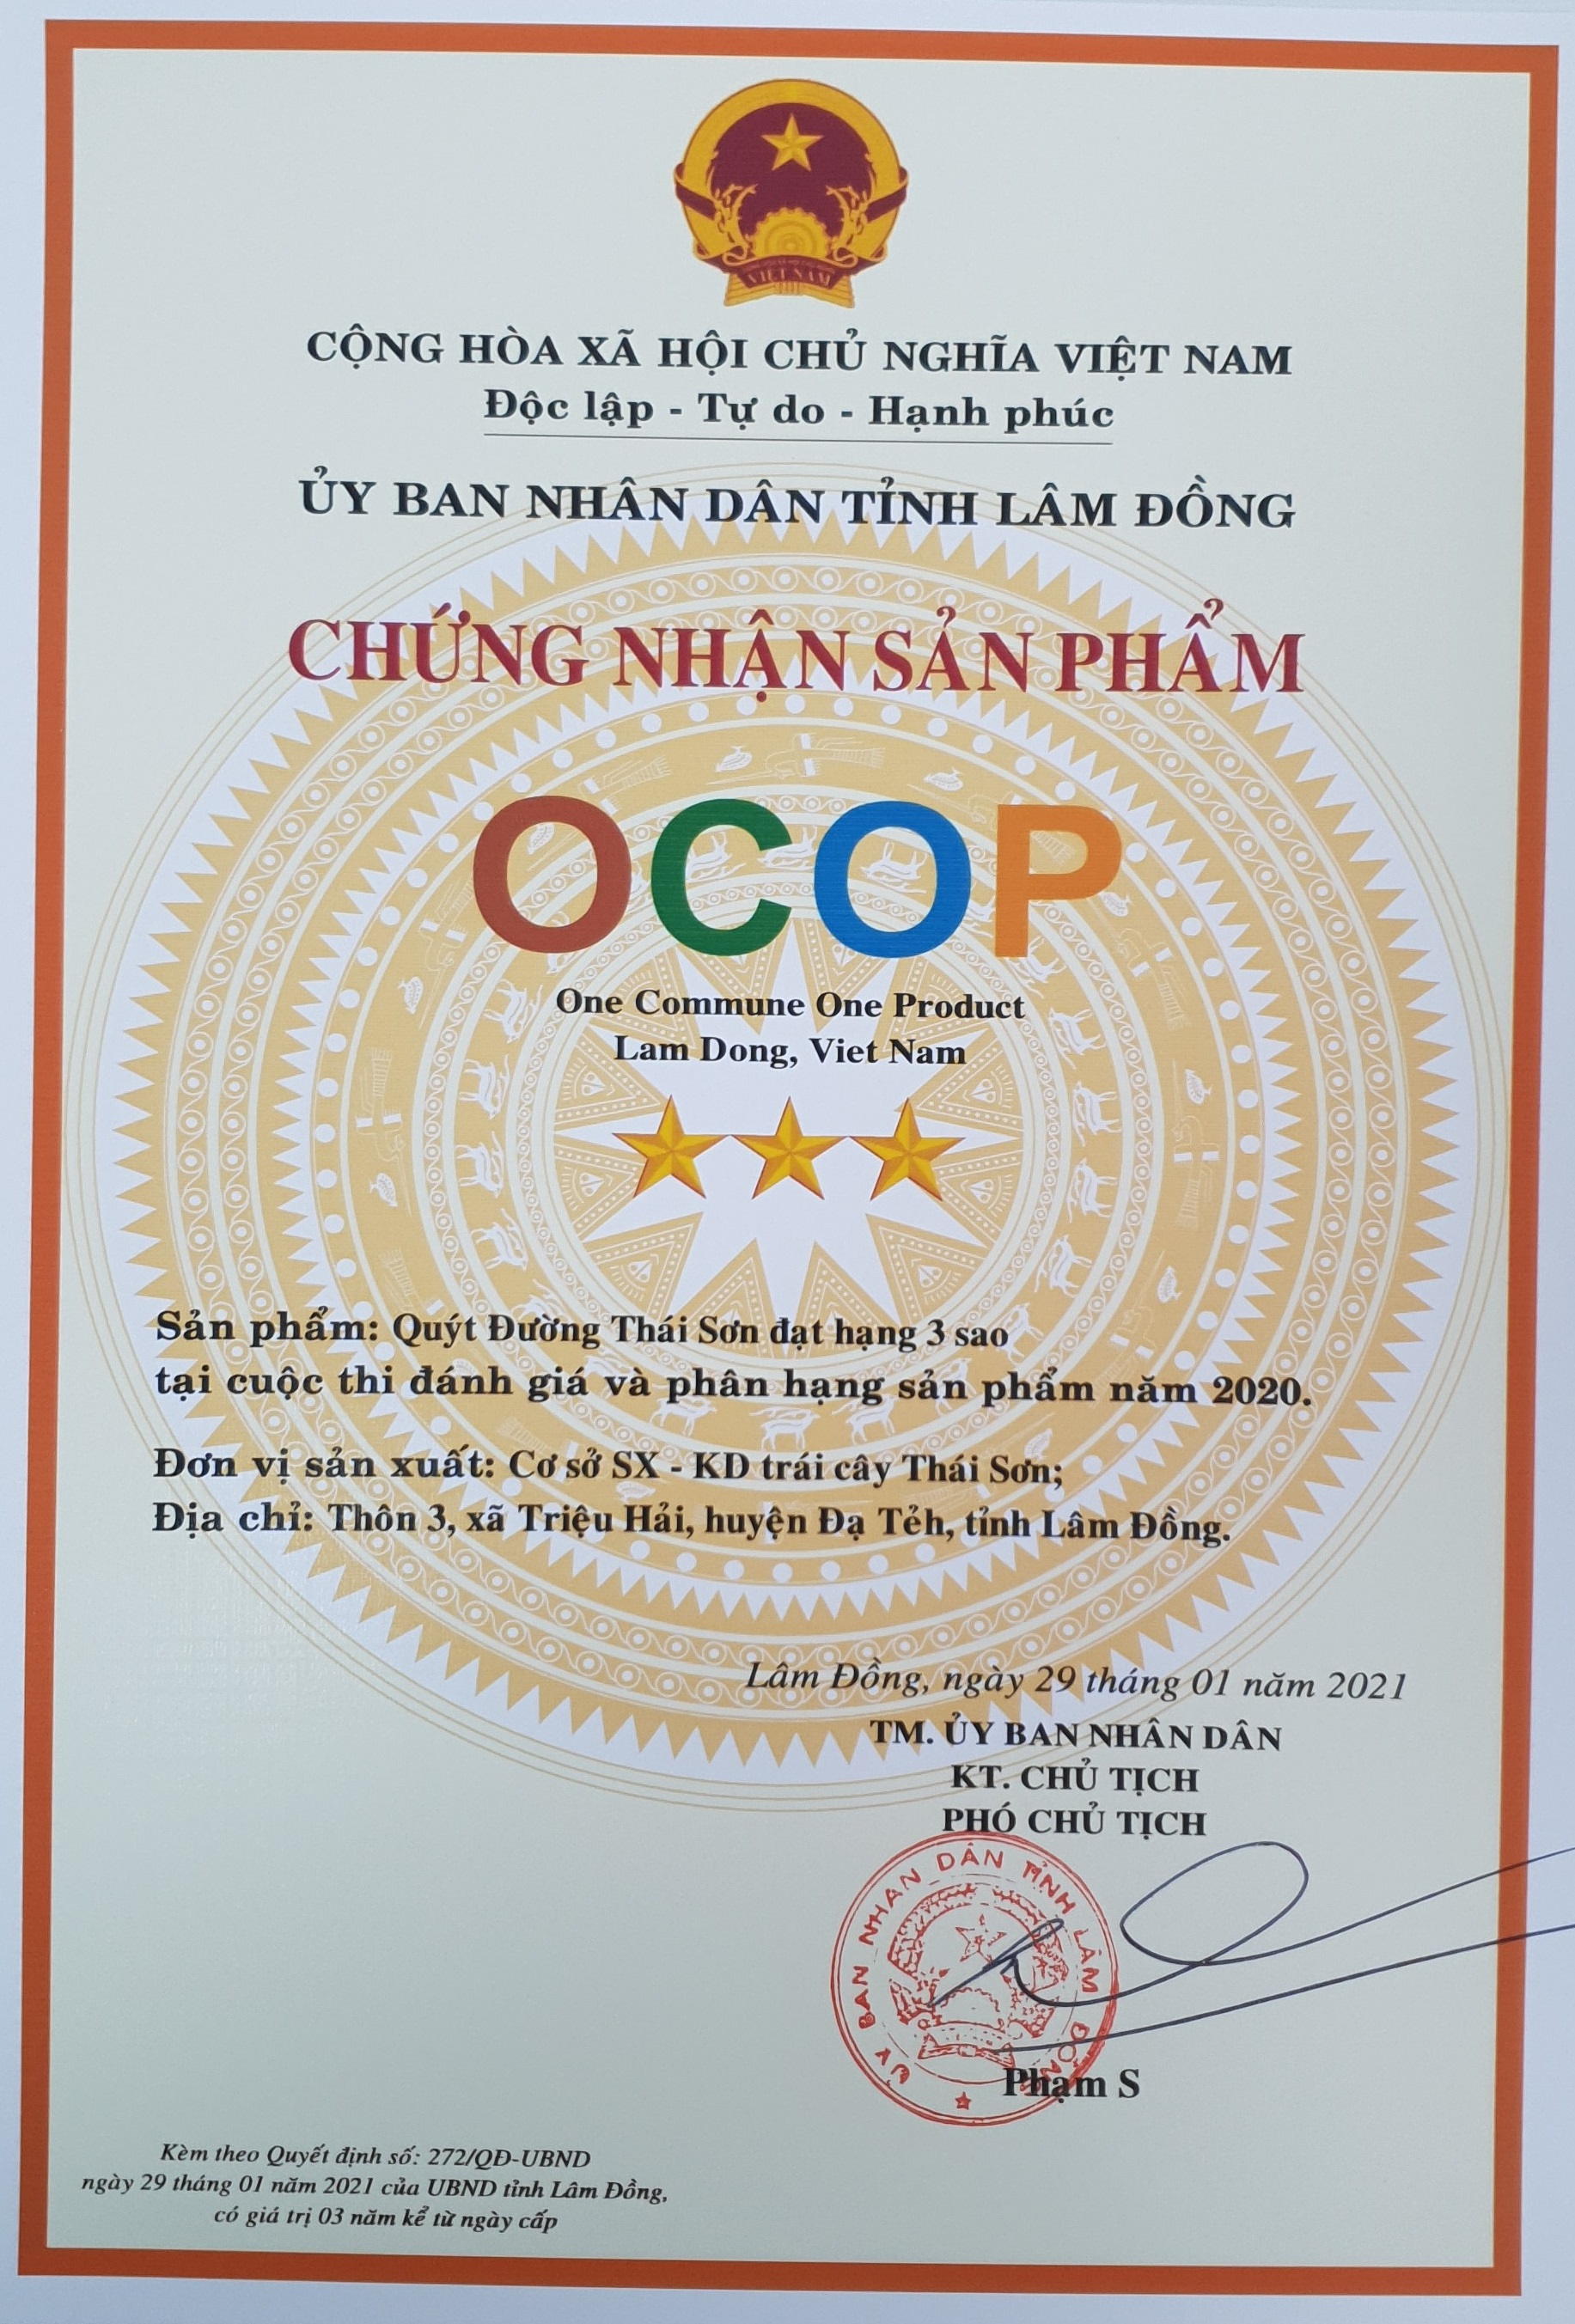 VIỆT NAM
CỘNG HÒA XÃ HỘI CHỦ NGHĨA VIỆT NAM
Độc lập - Tự do - Hạnh phúc
ỦY BAN NHÂN DÂN TỈNH LÂM ĐỒNG
CHỨNG NHẬN SẢN PHẨM
OCOP
One Commune One Product
Lam Dong, Viet Nam
Sản phẩm: Quýt Đường Thái Sơn đạt hạng 3 sao
tại cuộc thi đánh giá và phân hạng sản phẩm năm 2020.
Đơn vị sản xuất: Cơ sở SX - KD trái cây Thái Sơn;
Địa chỉ: Thôn 3, xã Triệu Hải, huyện Đạ Tẻh, tỉnh Lâm Đồng.
Lâm Đồng, ngày 29 tháng 01 năm 2021
TM. ỦY BAN NHÂN DÂN
KT. CHỦ TỊCH
PHÓ CHỦ TỊCH
ỦY BAN NHÂN DÂN TỈNH LÂM ĐỒNG
Phạm S
Kèm theo Quyết định số: 272/QĐ-UBND
ngày 29 tháng 01 năm 2021 của UBND tỉnh Lâm Đồng,
có giá trị 03 năm kể từ ngày cấp